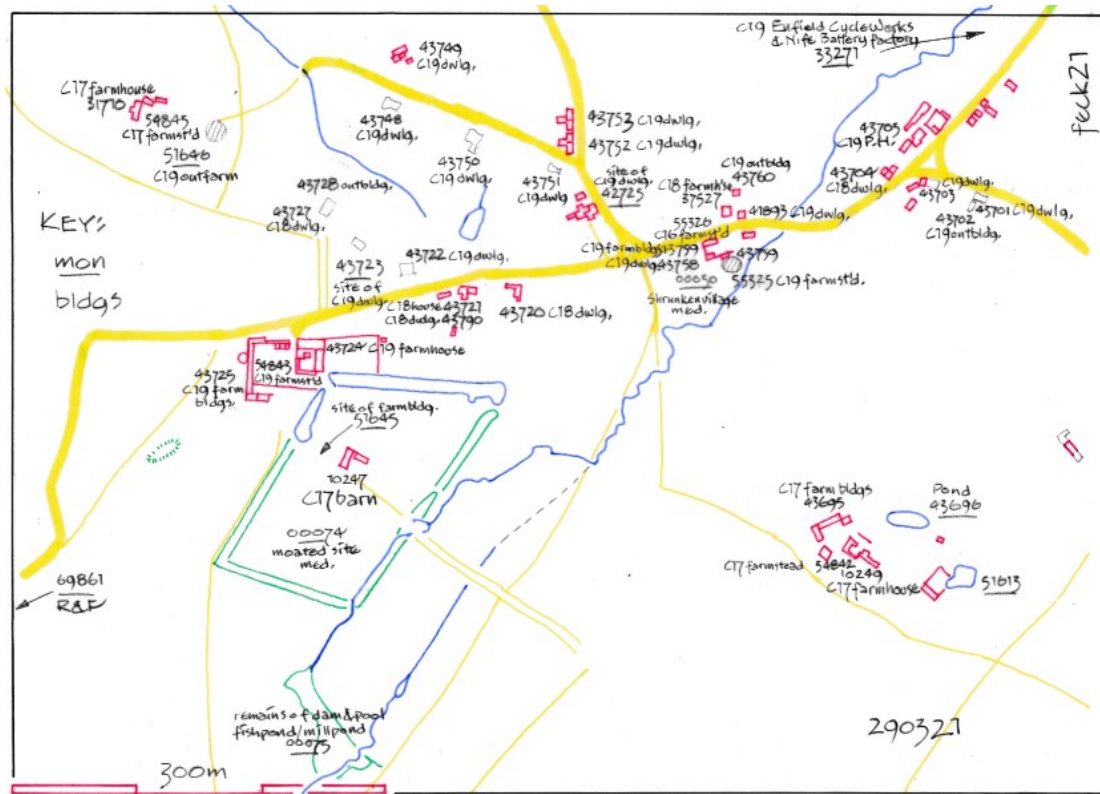 C19 Enfield Cycle Works
& Nife Battery Factory
33271
feck21
43749
C19 dwlg,
C17 farmhouse
31710
54845
C17 farmst'd
51646
C19 outfarm
43748
C19 dwlg,
43750
C19 dwlg,
43753 C19 dwlg,
43752 C19 dwlg,
43705
C19 P.H.
43704
C18 dwlg,
C19 dwlg,
43703
43701 C19 dwlg,
43702
C19 outbldg.
43751
C19 dwlg
site of
C19 dwlg,
42725
C19 outbldg
43760
C18 farmh'se
37527
55326
C16 farmst'd
41893 C19 dwlg,
43728 outbldg,
43727
C18 dwlg,
KEY:
mon
bldgs
43723
site of
C19 dwlg,
43722 C19 dwlg,
C19 farmbldgs 43759
C19 dwlg, 43758
43759
00050
shrunken village
med.
55325 C19 farmst'd.
C18 house 43721
C18 dwlg, 43790
43720 C18 dwlg,
43724 C19 farmhouse
54843
C19 farmst'd
43725
C19 farm
bldgs.
site of farmbldg.
51645
10247
C17 barn
00074
moated site
med.
69861
R&F
C17 farm bldgs
43695
Pond
43696
C17 farmstead 54842
10249
C17 farmhouse
51613
remains of dam & pool
fishpond/millpond
00075
290321
300m